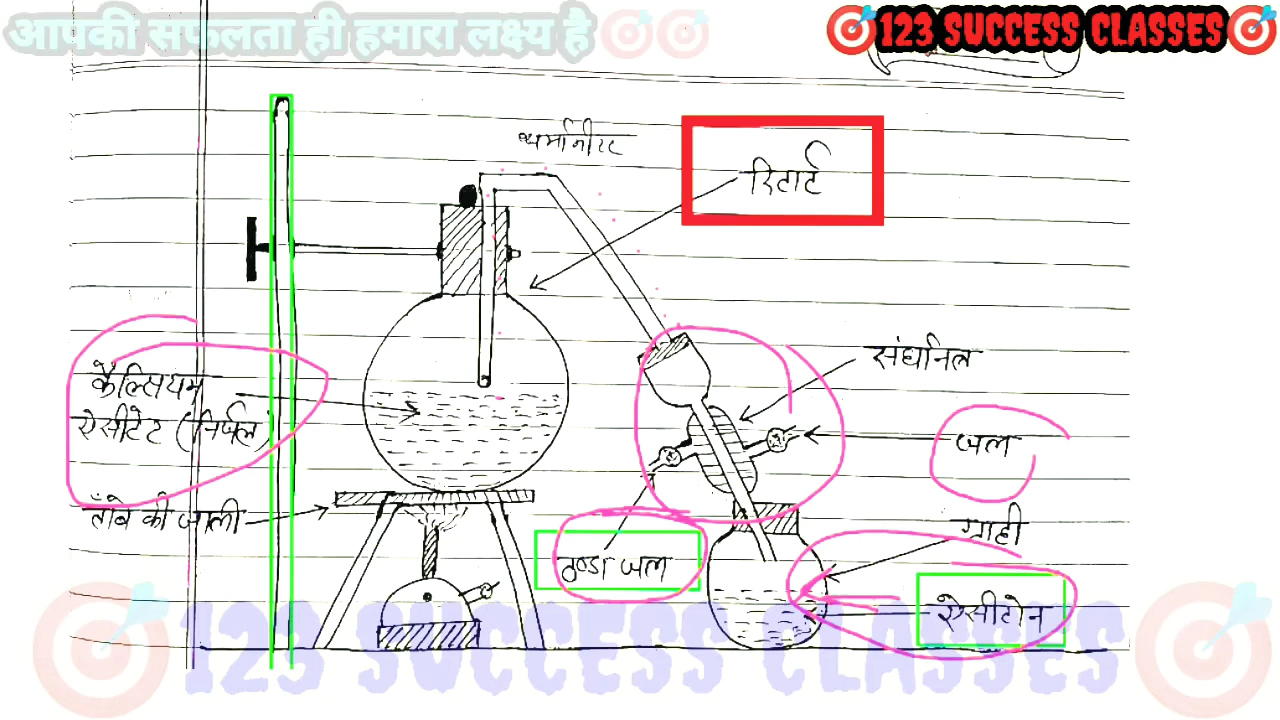 आपकी सफलता ही हमारा लक्ष्य है
123 SUCCESS CLASSES
थर्मामीटर
रिटार्ट
संघनित्र
कैल्सियम
ऐसीटेट (निर्जल)
जल
ताँबे की जाली
ग्राही
ठण्डा जल
ऐसीटोन
123 SUCCESS CLASSES